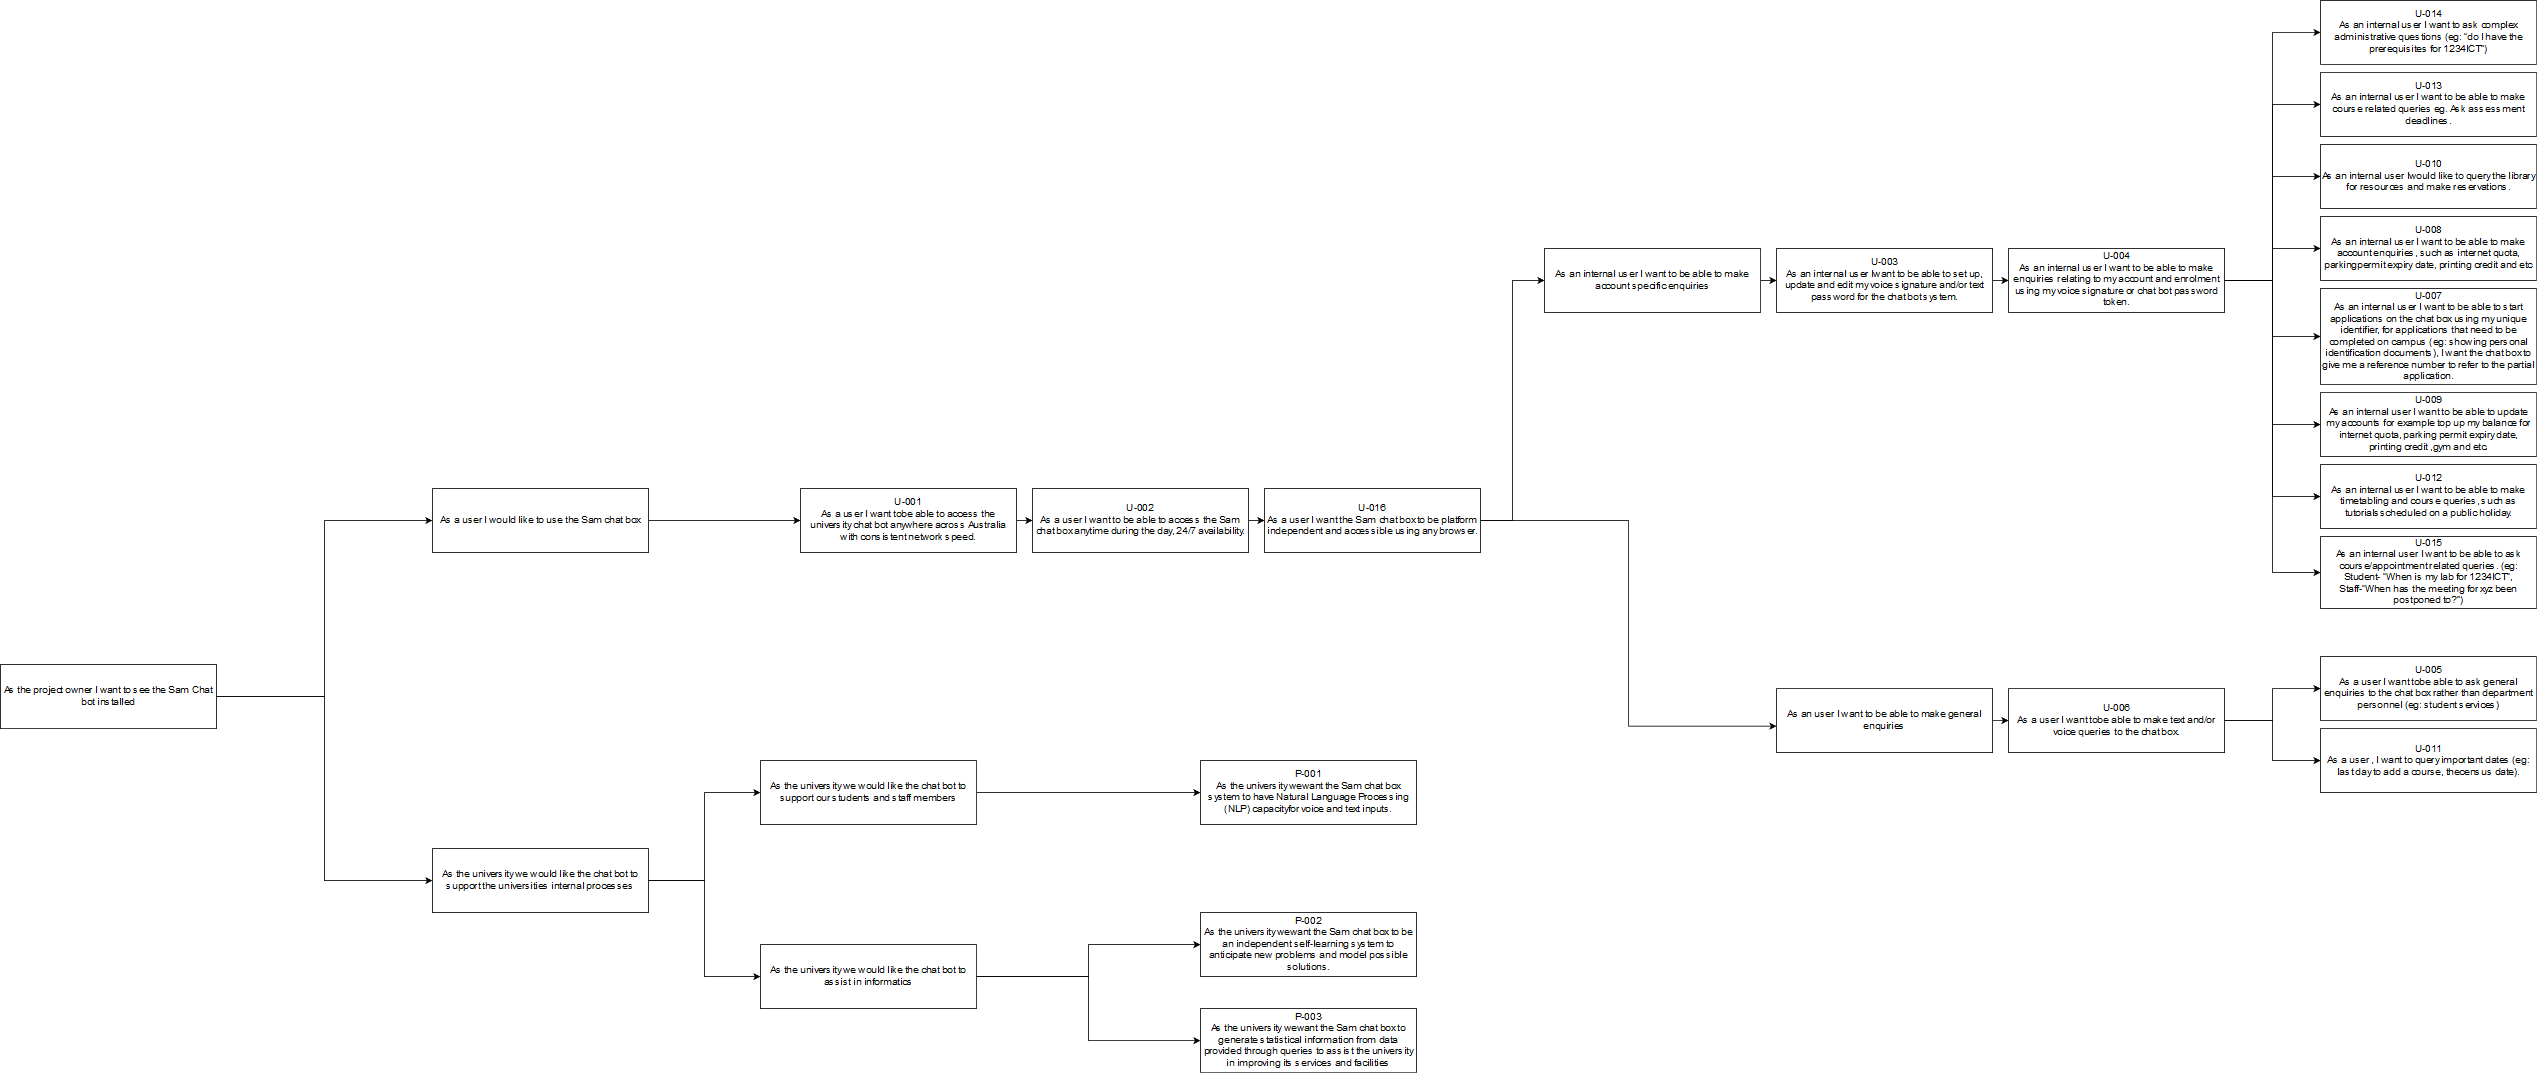 As the project owner I want to see the Sam Chat
bot installed
As a user I would like to use the Sam chat box
As the university we would like the chat bot to
support the universities internal processes
As the university we would like the chat bot to
support our students and staff members
As the university we would like the chat bot to
assist in informatics
U-001
As a user I want tobe able to access the
university chat bot anywhere across Australia
with consistent network speed.
U-002
As a user I want to be able to access the Sam
chat box anytime during the day, 24/7 availability.
U-016
As a user I want the Sam chat box to be platform
independent and accessible using any browser.
P-001
As the university wewant the Sam chat box
system to have Natural Language Processing
(NLP) capacity for voice and text inputs.
P-002
As the university wewant the Sam chat box to be
an independent self-learning system to
anticipate new problems and model possible
solutions.
P-003
As the university wewant the Sam chat box to
generate statistical information from data
provided through queries to assist the university
in improving its services and facilities
As an internal user I want to be able to make
account specific enquiries
U-003
As an internal user Iwant to be able to set up,
update and edit my voice signature and/or text
password for the chat bot system.
U-004
As an internal user I want to be able to make
enquiries relating to my account and enrolment
using my voice signature or chat bot password
token.
As an user I want to be able to make general
enquiries
U-006
As a user I want tobe able to make text and/or
voice queries to the chat box.
U-014
As an internal user I want to ask complex
administrative questions (eg: "do I have the
prerequisites for 1234ICT")
U-013
As an internal user I want to be able to make
course related queries eg. Ask assessment
deadlines.
U-010
As an internal user Iwould like to query the library
for resources and make reservations.
U-008
As an internal user I want to be able to make
account enquiries, such as internet quota,
parkingpermit expiry date, printing credit and etc
U-007
As an internal user I want to be able to start
applications on the chat box using my unique
identifier, for applications that need to be
completed on campus (eg: showing personal
identification documents), I want the chat box to
give me a reference number to refer to the partial
application.
U-009
As an internal user I want to be able to update
my accounts for example top up my balance for
internet quota, parking permit expiry date,
printing credit ,gym and etc.
U-012
As an internal user I want to be able to make
timetabling and course queries, such as
tutorials scheduled on a public holiday.
U-015
As an internal user I want to be able to ask
course/appointment related queries. (eg:
Student- "When is my lab for 1234ICT",
Staff-"When has the meeting for xyz been
postponed to?")
U-005
As a user I want tobe able to ask general
enquiries to the chat box rather than department
personnel (eg: student services)
U-011
As a user, I want to query important dates (eg:
last day to add a course, thecensus date).